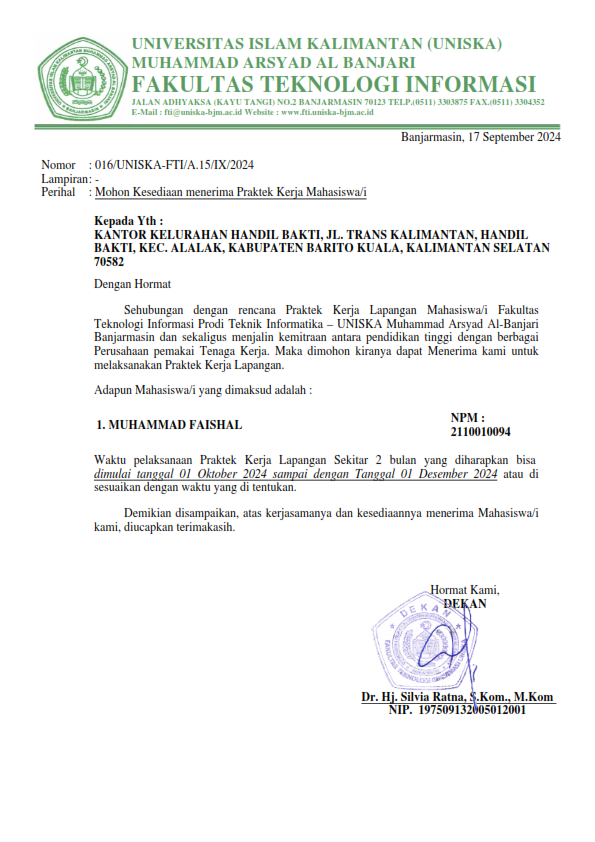 UNIVERSITAS ISLAM KALIMANTAN (UNISKA)
MUHAMMAD ARSYAD AL BANJARI
FAKULTAS TEKNOLOGI INFORMASI
JALAN ADHYAKSA (KAYU TANGI) NO.2 BANJARMASIN 70123 TELP.(0511) 3303875 FAX.(0511) 3304352
E-Mail : fti@uniska-bjm.ac.id Website : www.fti.uniska-bjm.ac.id
Banjarmasin, 17 September 2024
Nomor : 016/UNISKA-FTI/A.15/IX/2024
Lampiran: -
Perihal : Mohon Kesediaan menerima Praktek Kerja Mahasiswa/i
Kepada Yth :
KANTOR KELURAHAN HANDIL BAKTI, JL. TRANS KALIMANTAN, HANDIL
BAKTI, KEC. ALALAK, KABUPATEN BARITO KUALA, KALIMANTAN SELATAN
70582
Dengan Hormat
Sehubungan dengan rencana Praktek Kerja Lapangan Mahasiswa/i Fakultas
Teknologi Informasi Prodi Teknik Informatika – UNISKA Muhammad Arsyad Al-Banjari
Banjarmasin dan sekaligus menjalin kemitraan antara pendidikan tinggi dengan berbagai
Perusahaan pemakai Tenaga Kerja. Maka dimohon kiranya dapat Menerima kami untuk
melaksanakan Praktek Kerja Lapangan.
Adapun Mahasiswa/i yang dimaksud adalah :
1. MUHAMMAD FAISHAL
NPM :
2110010094
Waktu pelaksanaan Praktek Kerja Lapangan Sekitar 2 bulan yang diharapkan bisa
dimulai tanggal 01 Oktober 2024 sampai dengan Tanggal 01 Desember 2024 atau di
sesuaikan dengan waktu yang di tentukan.
Demikian disampaikan, atas kerjasamanya dan kesediaannya menerima Mahasiswa/i
kami, diucapkan terimakasih.
Hormat Kami,
DEKAN
DEKAN
Dr. Hj. Silvia Ratna, S.Kom., M.Kom
NIP. 197509132005012001